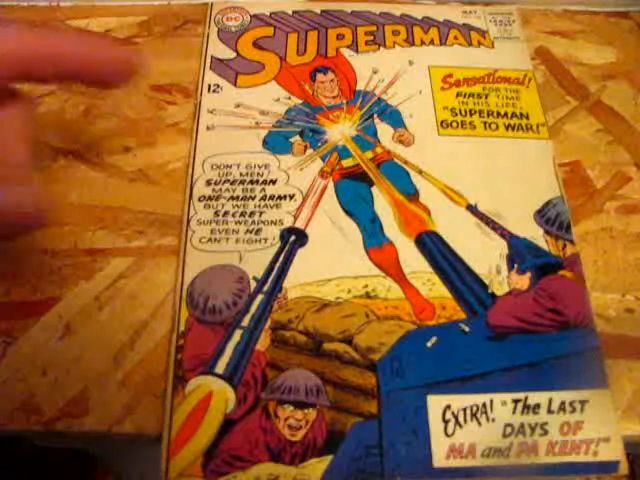 DC
MAY
SUPERMAN
12¢
Sensational!
FOR THE
FIRST TIME
IN HIS LIFE,
"SUPERMAN
GOES TO WAR!"
DON'T GIVE
UP, MEN!
SUPERMAN
MAY BE A
ONE-MAN ARMY,
BUT WE HAVE
SECRET
SUPER-WEAPONS
EVEN HE
CAN'T FIGHT!
EXTRA! "The LAST
DAYS OF
MA and PA KENT!"